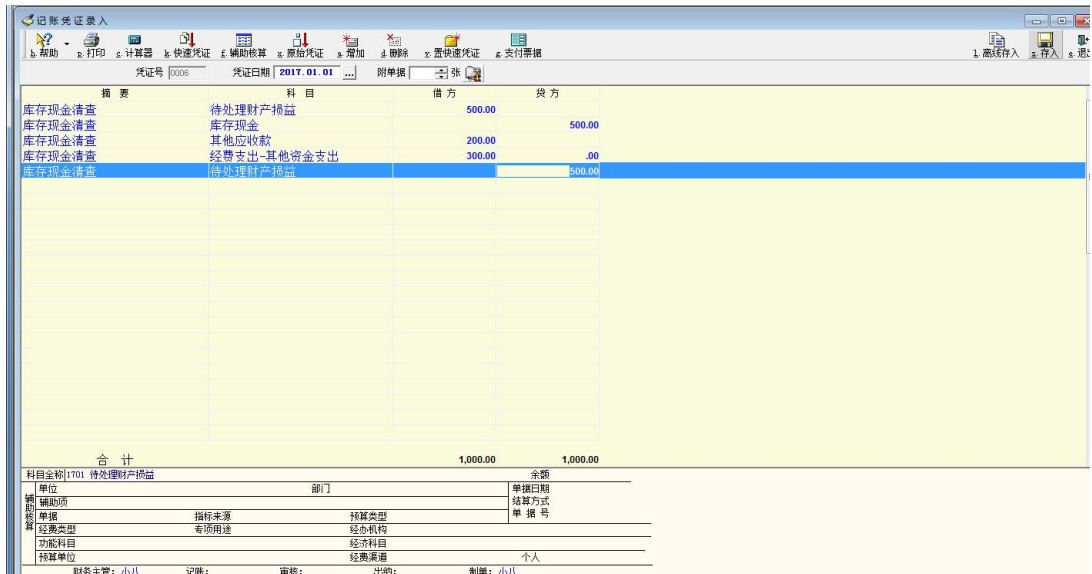 记账凭证录入
h.帮助 p.打印 c.计算器 k.快速凭证 f.辅助核算 x.原始凭证 a.增加 d.删除 y.置快速凭证 g.支付票据 l.离线存入 s.存入
凭证号 0006 凭证日期 2017.01.01 ... 附单据 张
摘 要 科 目 借方 贷方
库存现金清查 待处理财产损益 500.00
库存现金清查 库存现金 500.00
库存现金清查 其他应收款 200.00
库存现金清查 经费支出-其他资金支出 300.00 .00
库存现金清查 待处理财产损益 500.00
合 计 1,000.00 1,000.00
科目全称 1701 待处理财产损益 余额
辅助核算
单位 部门 单据日期
辅助项 结算方式
单据 指标来源 预算类型 单据号
经费类型 专项用途 经办机构
功能科目 经济科目
预算单位 经费渠道 个人
财务主管: 小八 记账: 审核: 出纳: 制单: 小八